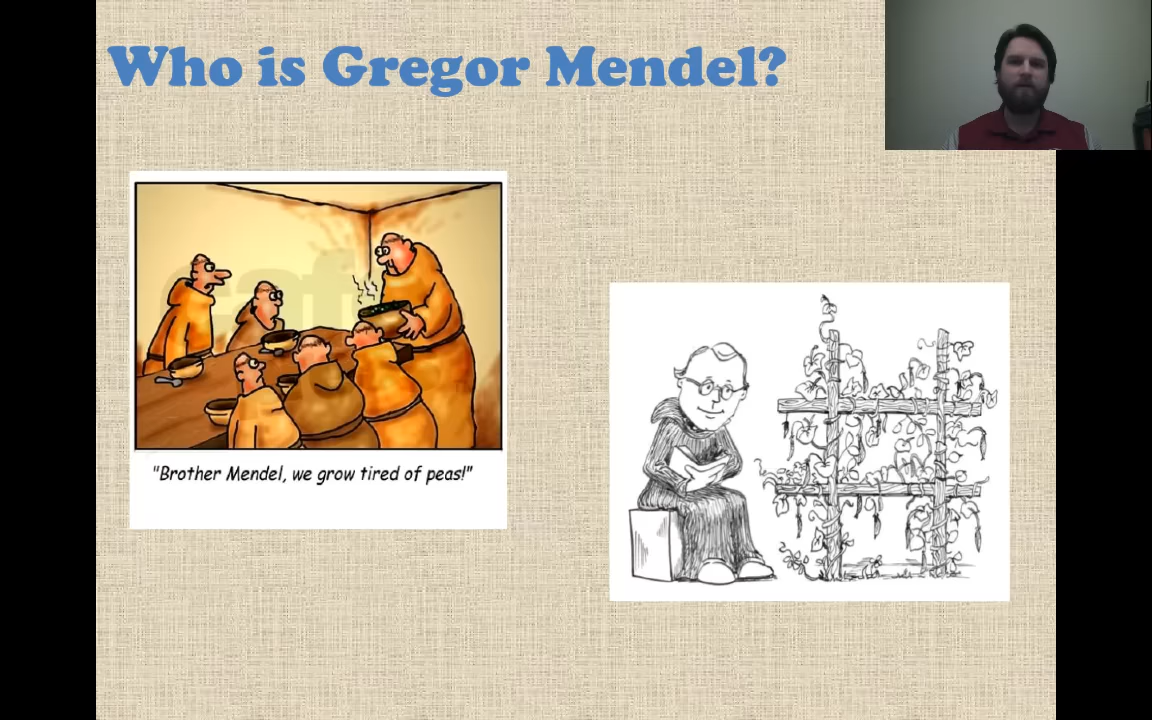 Who is Gregor Mendel?
"Brother Mendel, we grow tired of peas!"